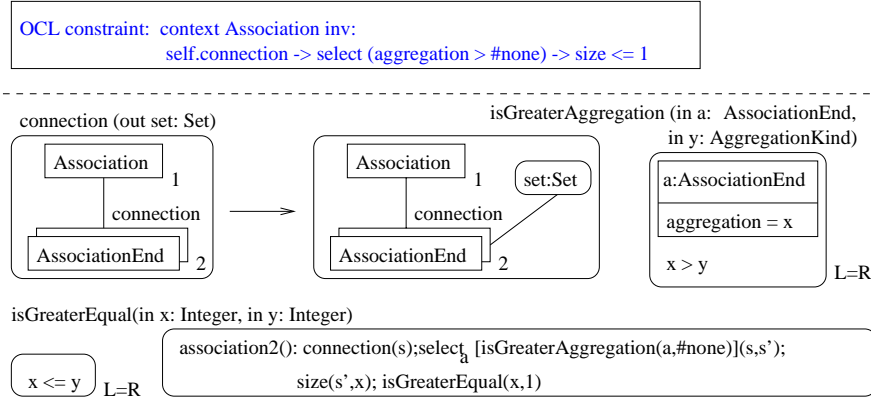 OCL constraint: context Association inv:
self.connection -> select (aggregation > #none) -> size <= 1
connection (out set: Set)
isGreaterAggregation (in a: AssociationEnd,
in y: AggregationKind)
Association
1
connection
AssociationEnd
2
Association
1
set:Set
connection
AssociationEnd
2
a:AssociationEnd
aggregation = x
x > y
L=R
isGreaterEqual(in x: Integer, in y: Integer)
x <= y
L=R
association2(): connection(s);select a [isGreaterAggregation(a,#none)](s,s’);
size(s’,x); isGreaterEqual(x,1)